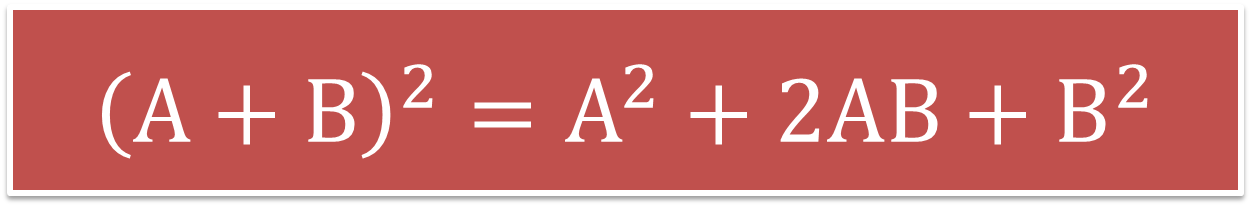 (A + B)² = A² + 2AB + B²